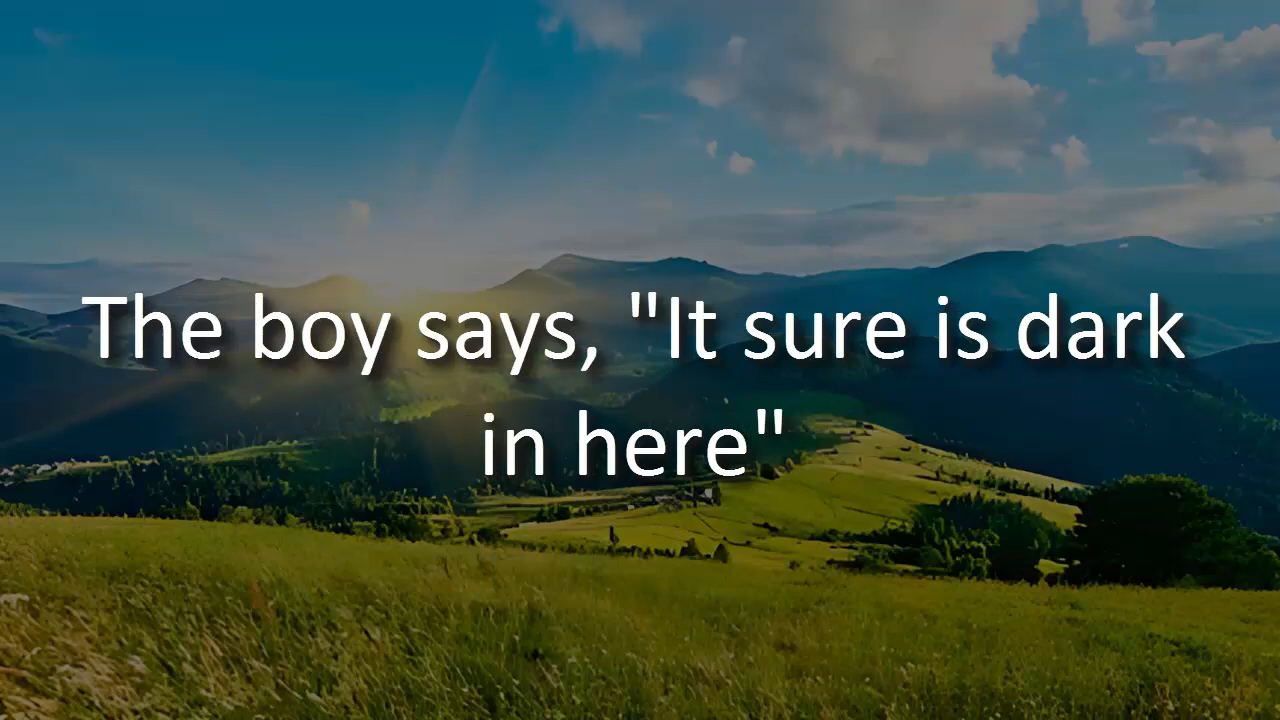 The boy says, "It sure is dark
in here"